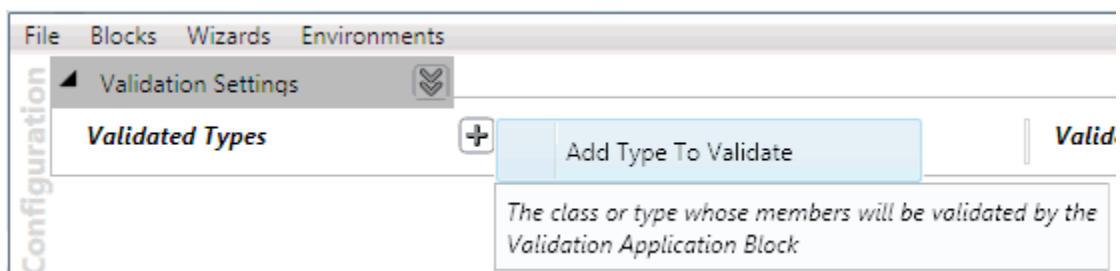 File Blocks Wizards Environments
Configuration
Validation Settings
Validated Types
Add Type To Validate
Valid
The class or type whose members will be validated by the
Validation Application Block